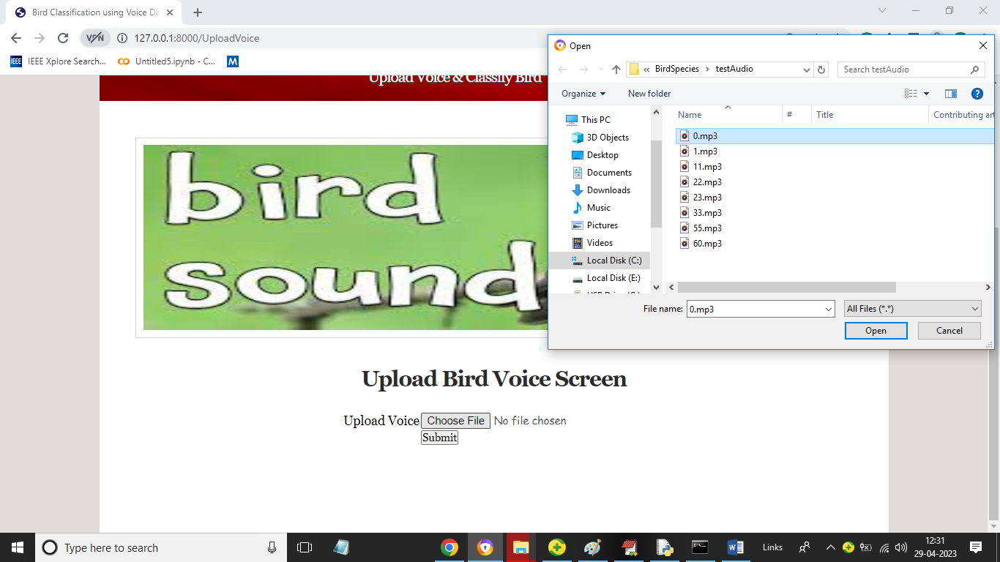 Bird Classification using Voice Da
VPN 127.0.0.1:8000/UploadVoice
IEEE IEEE Xplore Search... CO Untitled5.ipynb - C... M
Upload Voice & Classify Bird
bird
sound
Upload Bird Voice Screen
Upload Voice Choose File No file chosen
Submit
Open
« BirdSpecies › testAudio
Search testAudio
Organize New folder
This PC
3D Objects
Desktop
Documents
Downloads
Music
Pictures
Videos
Local Disk (C:)
Local Disk (E:)
Name # Title Contributing art
0.mp3
1.mp3
11.mp3
22.mp3
23.mp3
33.mp3
55.mp3
60.mp3
File name: 0.mp3 All Files (*.*)
Open Cancel
Type here to search
Links
12:31
29-04-2023